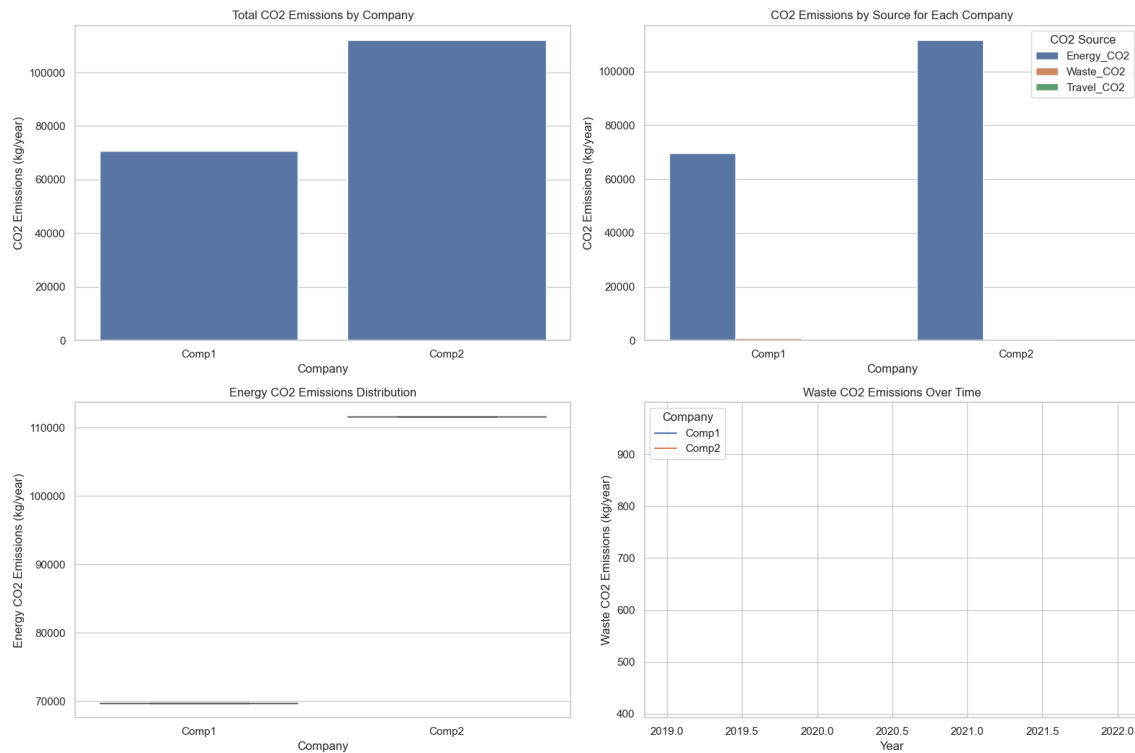 Total CO2 Emissions by Company
CO2 Emissions (kg/year)
100000
80000
60000
40000
20000
0
Comp1
Comp2
Company
CO2 Emissions by Source for Each Company
CO2 Emissions (kg/year)
100000
80000
60000
40000
20000
0
CO2 Source
Energy_CO2
Waste_CO2
Travel_CO2
Comp1
Comp2
Company
Energy CO2 Emissions Distribution
Energy CO2 Emissions (kg/year)
110000
100000
90000
80000
70000
Comp1
Comp2
Company
Waste CO2 Emissions Over Time
Waste CO2 Emissions (kg/year)
Company
Comp1
Comp2
900
800
700
600
500
400
2019.0
2019.5
2020.0
2020.5
2021.0
2021.5
2022.0
Year